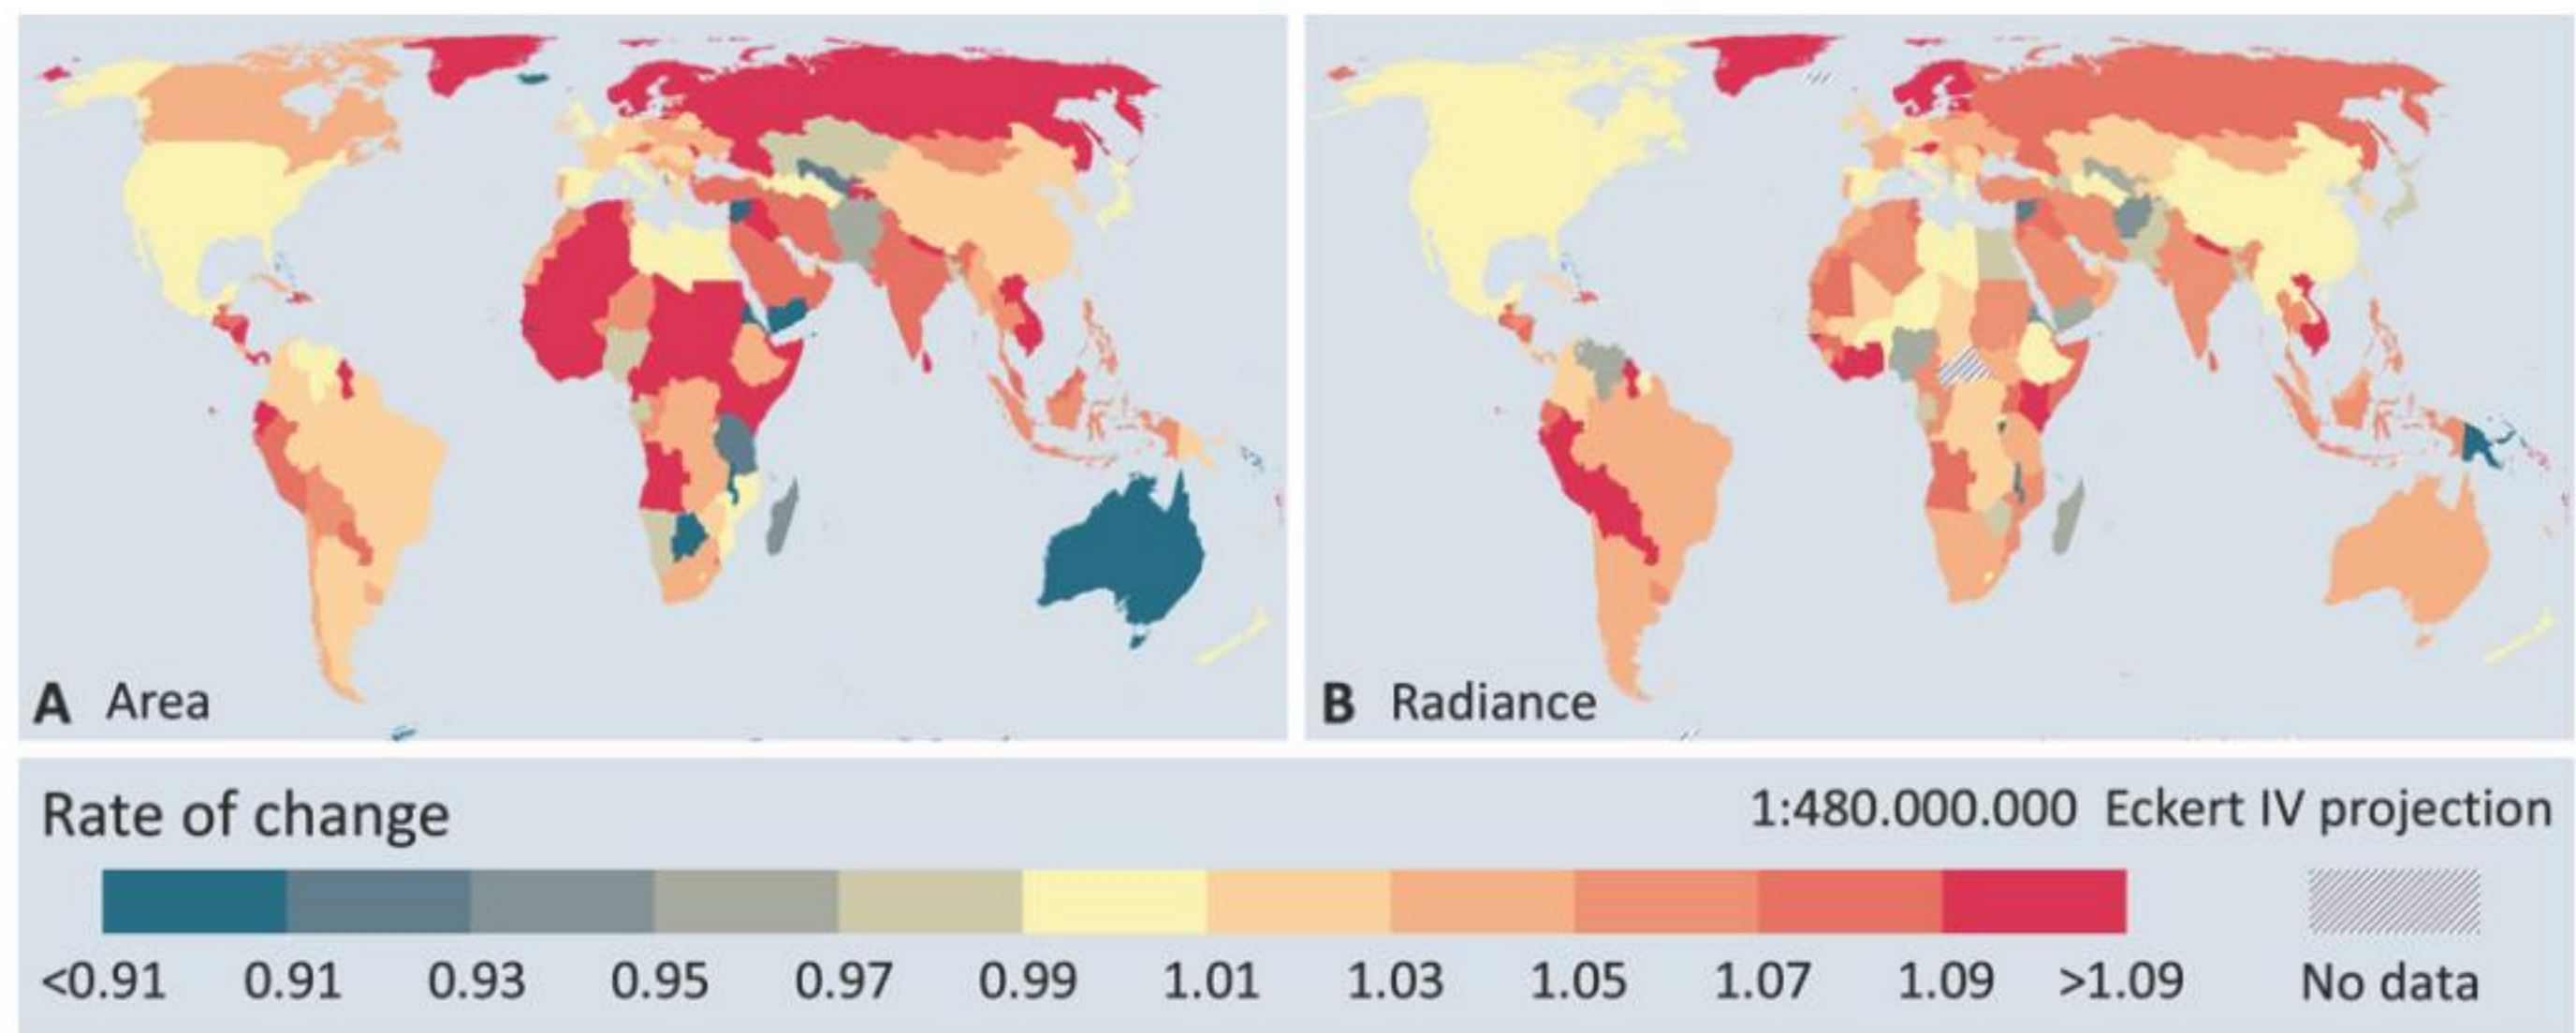 A Area
B Radiance
Rate of change
1:480.000.000 Eckert IV projection
<0.91 0.91 0.93 0.95 0.97 0.99 1.01 1.03 1.05 1.07 1.09 >1.09 No data